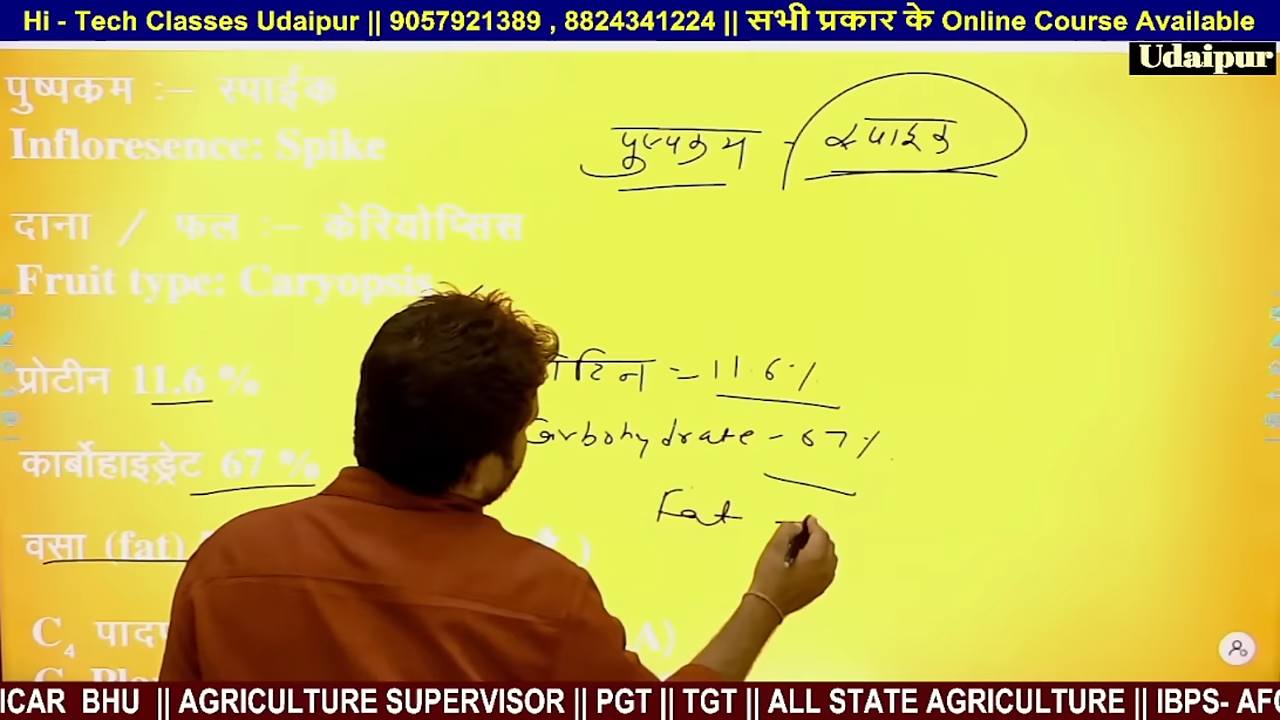 Hi - Tech Classes Udaipur || 9057921389 , 8824341224 || सभी प्रकार के Online Course Available
Udaipur
पुष्पक्रम :– स्पाईक
Infloresence: Spike
पुष्पक्रम - स्पाइक
दाना / फल :– केरियोप्सिस
Fruit type: Caryopsis
प्रोटीन 11.6 %
टिन = 11.6%
Carbohydrate - 67%
कार्बोहाइड्रेट 67 %
Fat -
वसा (fat)
C4 पाद
A)
ICAR BHU || AGRICULTURE SUPERVISOR || PGT || TGT || ALL STATE AGRICULTURE || IBPS- AFO